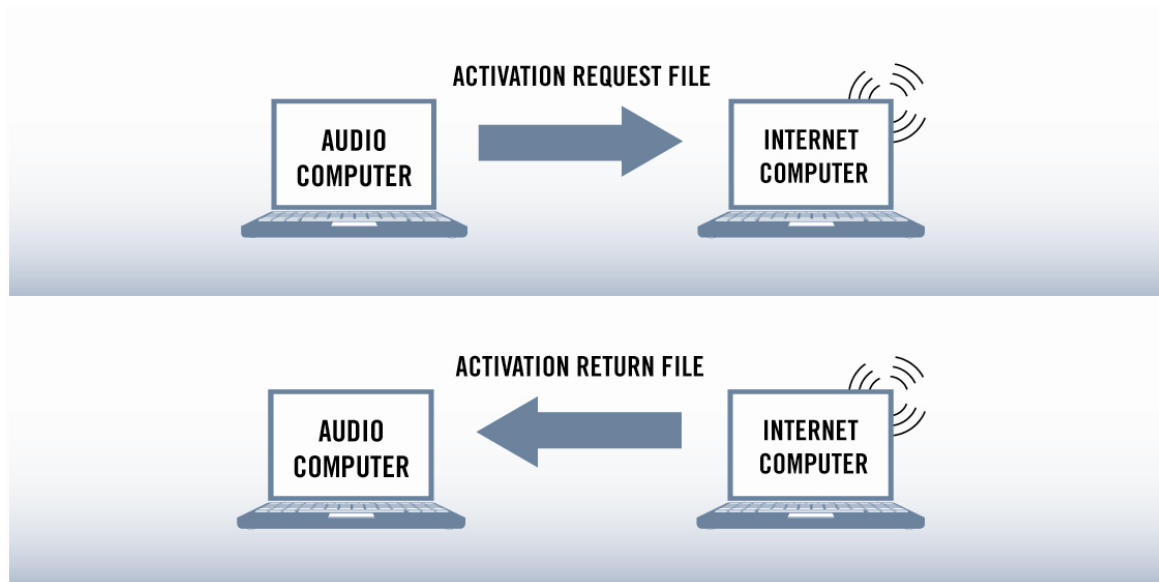 ACTIVATION REQUEST FILE
AUDIO
COMPUTER
INTERNET
COMPUTER
ACTIVATION RETURN FILE
AUDIO
COMPUTER
INTERNET
COMPUTER